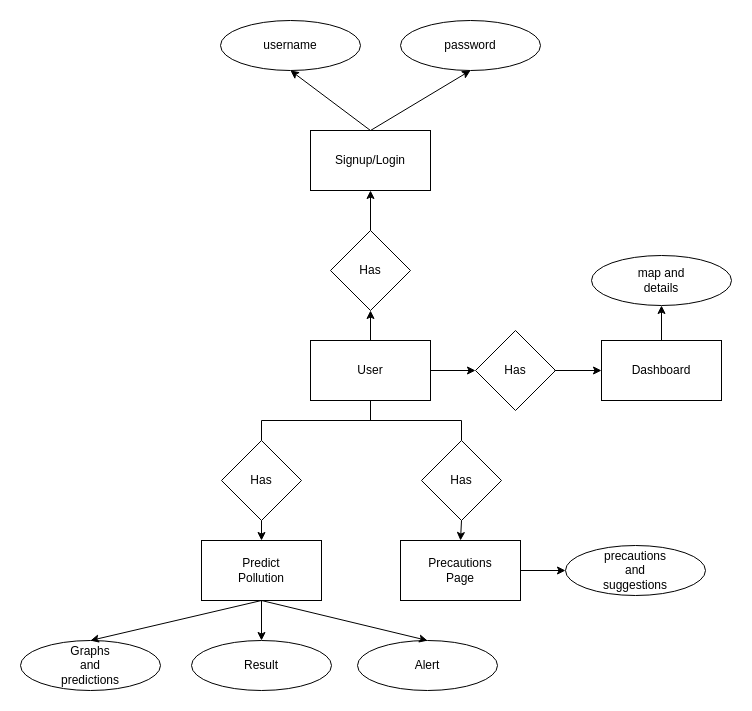 username
password
Signup/Login
Has
map and
details
User
Has
Dashboard
Has
Has
Predict
Pollution
Precautions
Page
precautions
and
suggestions
Graphs
and
predictions
Result
Alert